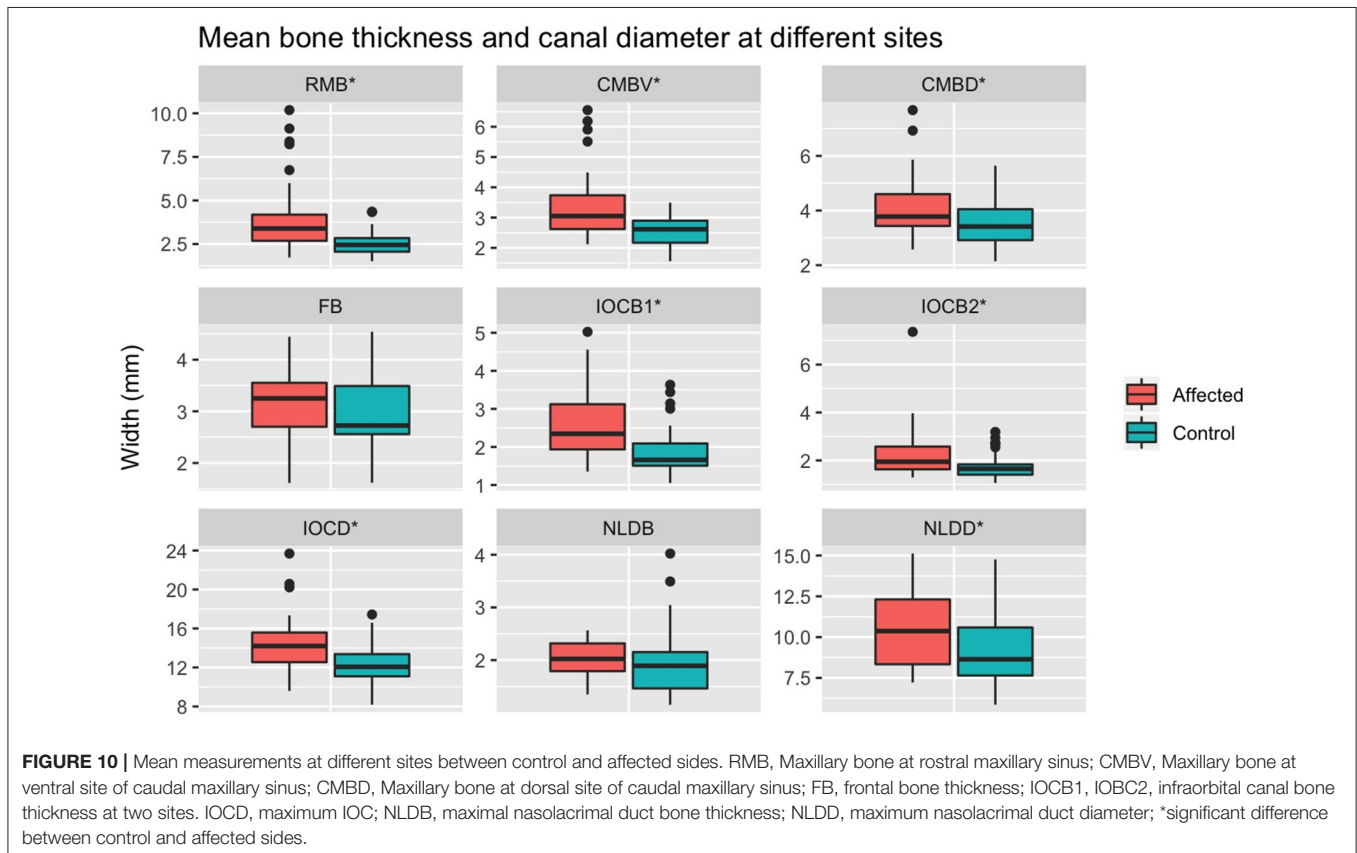 Mean bone thickness and canal diameter at different sites
RMB*
CMBV*
CMBD*
10.0
7.5
5.0
2.5
6
5
4
3
2
6
4
2
FB
IOCB1*
IOCB2*
4
3
2
5
4
3
2
1
6
4
2
IOCD*
NLDB
NLDD*
24
20
16
12
8
4
3
2
15.0
12.5
10.0
7.5
Width (mm)
Affected
Control
FIGURE 10 | Mean measurements at different sites between control and affected sides. RMB, Maxillary bone at rostral maxillary sinus; CMBV, Maxillary bone at
ventral site of caudal maxillary sinus; CMBD, Maxillary bone at dorsal site of caudal maxillary sinus; FB, frontal bone thickness; IOCB1, IOBC2, infraorbital canal bone
thickness at two sites. IOCD, maximum IOC; NLDB, maximal nasolacrimal duct bone thickness; NLDD, maximum nasolacrimal duct diameter; *significant difference
between control and affected sides.